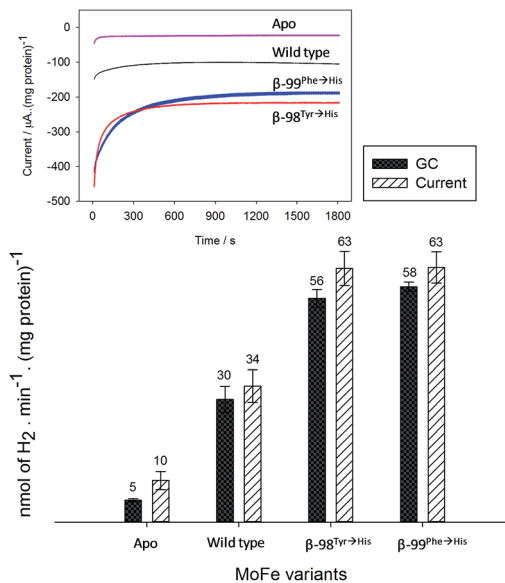 Apo
Wild type
β-99Phe→His
β-98Tyr→His
Current / µA.(mg protein)-1
0
-100
-200
-300
-400
-500
0 300 600 900 1200 1500 1800
Time / s
GC
Current
nmol of H2 . min-1 . (mg protein)-1
5 10 30 34 56 63 58 63
Apo Wild type β-98Tyr→His β-99Phe→His
MoFe variants